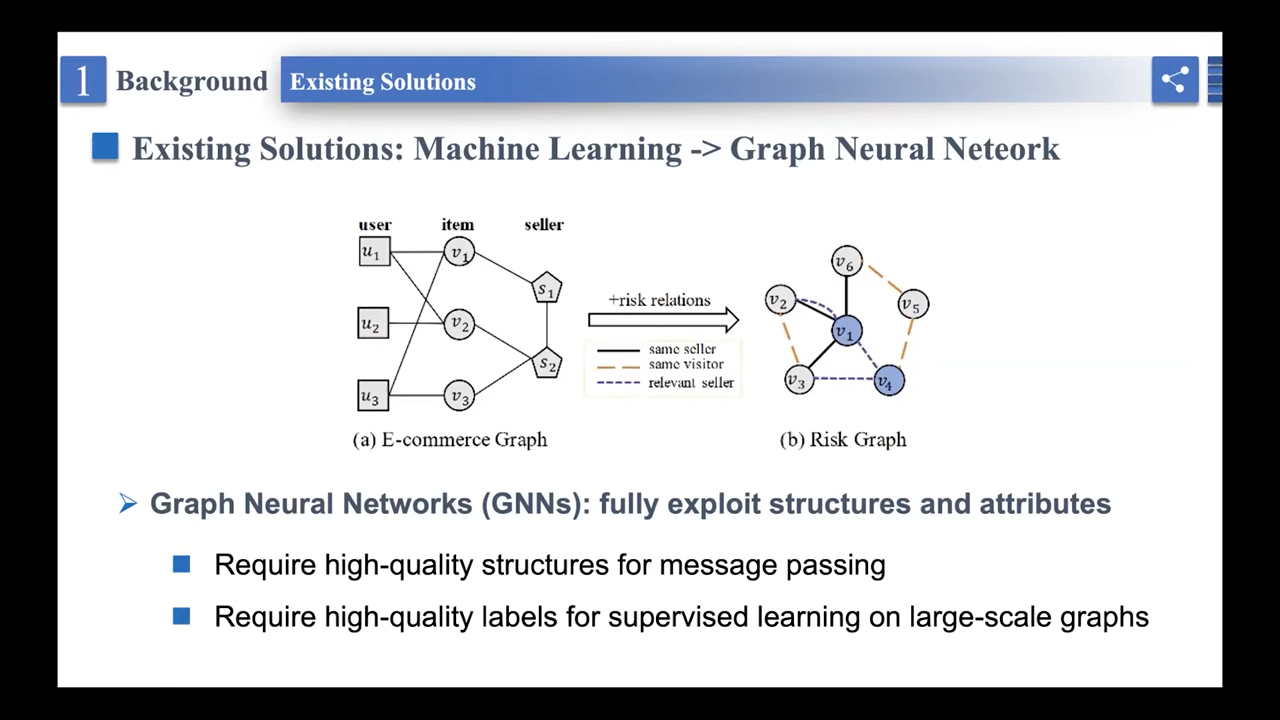 1 Background Existing Solutions
Existing Solutions: Machine Learning -> Graph Neural Neteork
user item seller
u1 v1
s1
u2 v2
s2
u3 v3
(a) E-commerce Graph
+risk relations
same seller
same visitor
relevant seller
v6
v2 v5
v1
v3 v4
(b) Risk Graph
Graph Neural Networks (GNNs): fully exploit structures and attributes
Require high-quality structures for message passing
Require high-quality labels for supervised learning on large-scale graphs